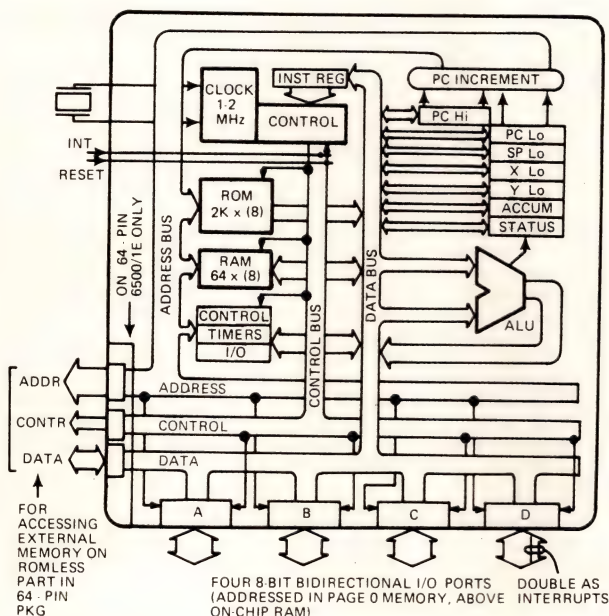 CLOCK
1-2
MHz
INST REG
CONTROL
PC INCREMENT
PC Hi
PC Lo
SP Lo
X Lo
Y Lo
ACCUM
STATUS
INT
RESET
ROM
2K x (8)
RAM
64 x (8)
CONTROL
TIMERS
I/O
ADDRESS BUS
CONTROL BUS
DATA BUS
ALU
ON 64-PIN
6500/1E ONLY
ADDR
CONTR
DATA
ADDRESS
CONTROL
DATA
A
B
C
D
FOR
ACCESSING
EXTERNAL
MEMORY ON
ROMLESS
PART IN
64-PIN
PKG
FOUR 8-BIT BIDIRECTIONAL I/O PORTS
(ADDRESSED IN PAGE 0 MEMORY, ABOVE
ON-CHIP RAM)
DOUBLE AS
INTERRUPTS